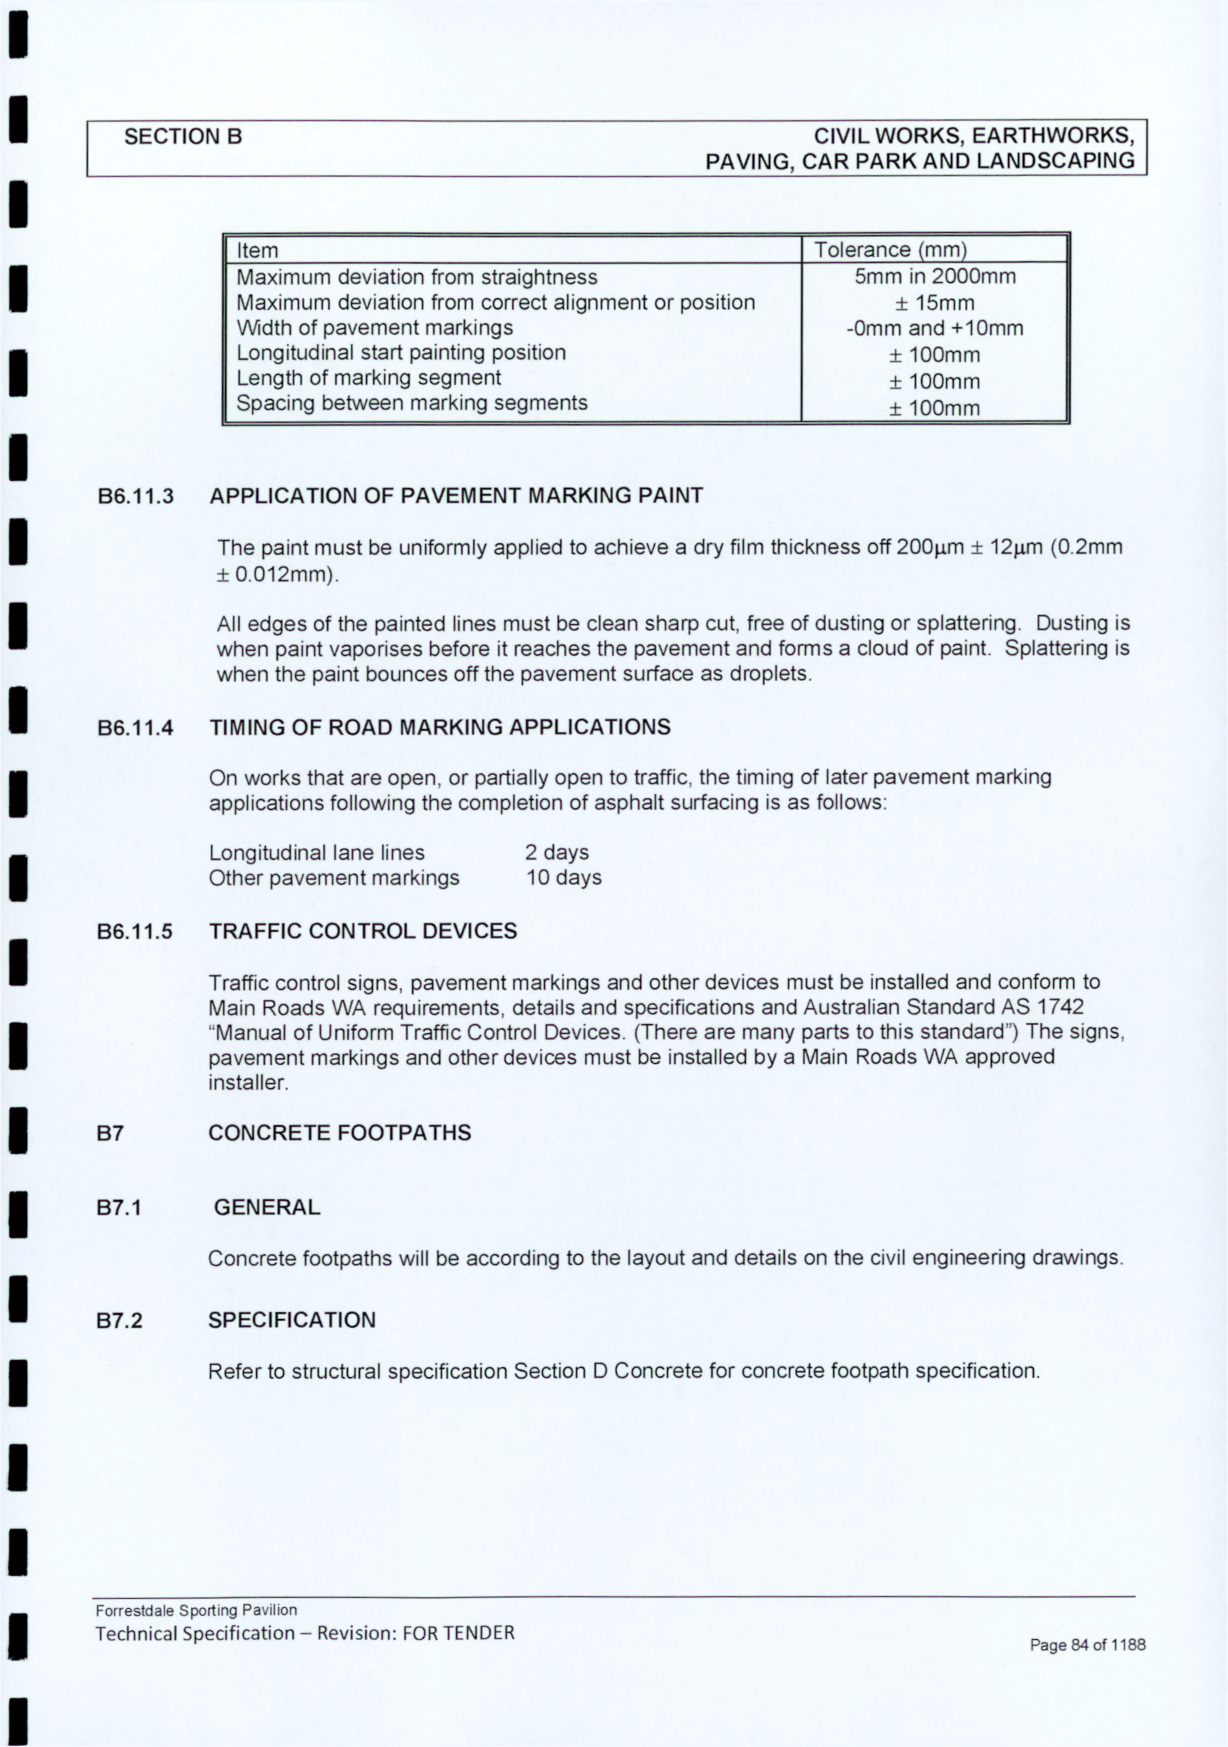 SECTION B
CIVIL WORKS, EARTHWORKS,
PAVING, CAR PARK AND LANDSCAPING
Item Tolerance (mm)
Maximum deviation from straightness 5mm in 2000mm
Maximum deviation from correct alignment or position ± 15mm
Width of pavement markings -0mm and +10mm
Longitudinal start painting position ± 100mm
Length of marking segment ± 100mm
Spacing between marking segments ± 100mm
B6.11.3 APPLICATION OF PAVEMENT MARKING PAINT
The paint must be uniformly applied to achieve a dry film thickness off 200µm ± 12µm (0.2mm
± 0.012mm).
All edges of the painted lines must be clean sharp cut, free of dusting or splattering. Dusting is
when paint vaporises before it reaches the pavement and forms a cloud of paint. Splattering is
when the paint bounces off the pavement surface as droplets.
B6.11.4 TIMING OF ROAD MARKING APPLICATIONS
On works that are open, or partially open to traffic, the timing of later pavement marking
applications following the completion of asphalt surfacing is as follows:
Longitudinal lane lines 2 days
Other pavement markings 10 days
B6.11.5 TRAFFIC CONTROL DEVICES
Traffic control signs, pavement markings and other devices must be installed and conform to
Main Roads WA requirements, details and specifications and Australian Standard AS 1742
“Manual of Uniform Traffic Control Devices. (There are many parts to this standard”) The signs,
pavement markings and other devices must be installed by a Main Roads WA approved
installer.
B7 CONCRETE FOOTPATHS
B7.1 GENERAL
Concrete footpaths will be according to the layout and details on the civil engineering drawings.
B7.2 SPECIFICATION
Refer to structural specification Section D Concrete for concrete footpath specification.
Forrestdale Sporting Pavilion
Technical Specification – Revision: FOR TENDER
Page 84 of 1188